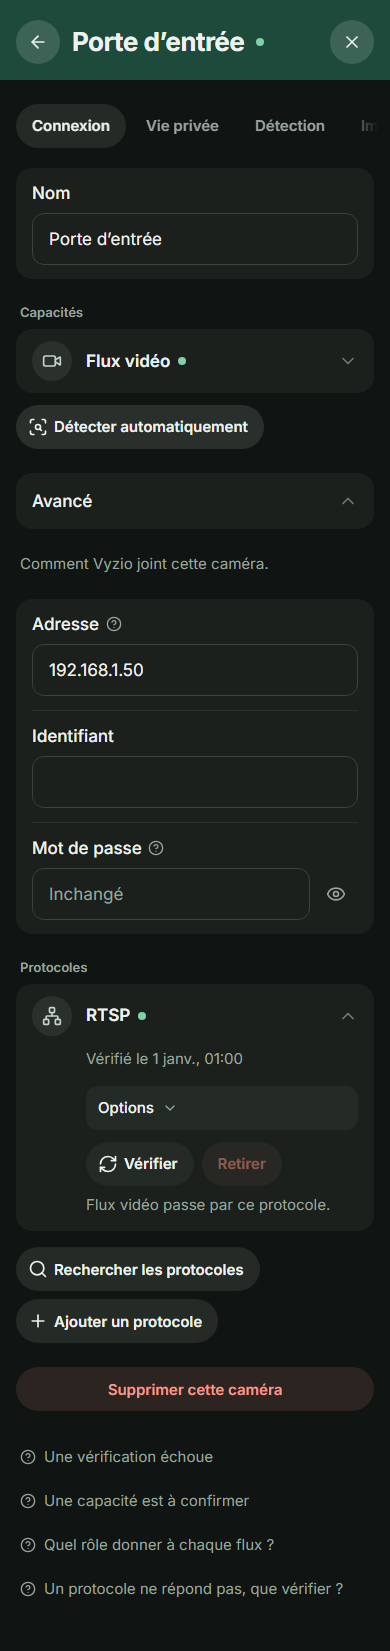 Porte d’entrée
Connexion Vie privée Détection Im
Nom
Porte d’entrée
Capacités
Flux vidéo
Détecter automatiquement
Avancé
Comment Vyzio joint cette caméra.
Adresse
192.168.1.50
Identifiant
Mot de passe
Inchangé
Protocoles
RTSP
Vérifié le 1 janv., 01:00
Options
Vérifier Retirer
Flux vidéo passe par ce protocole.
Rechercher les protocoles
Ajouter un protocole
Supprimer cette caméra
Une vérification échoue
Une capacité est à confirmer
Quel rôle donner à chaque flux ?
Un protocole ne répond pas, que vérifier ?